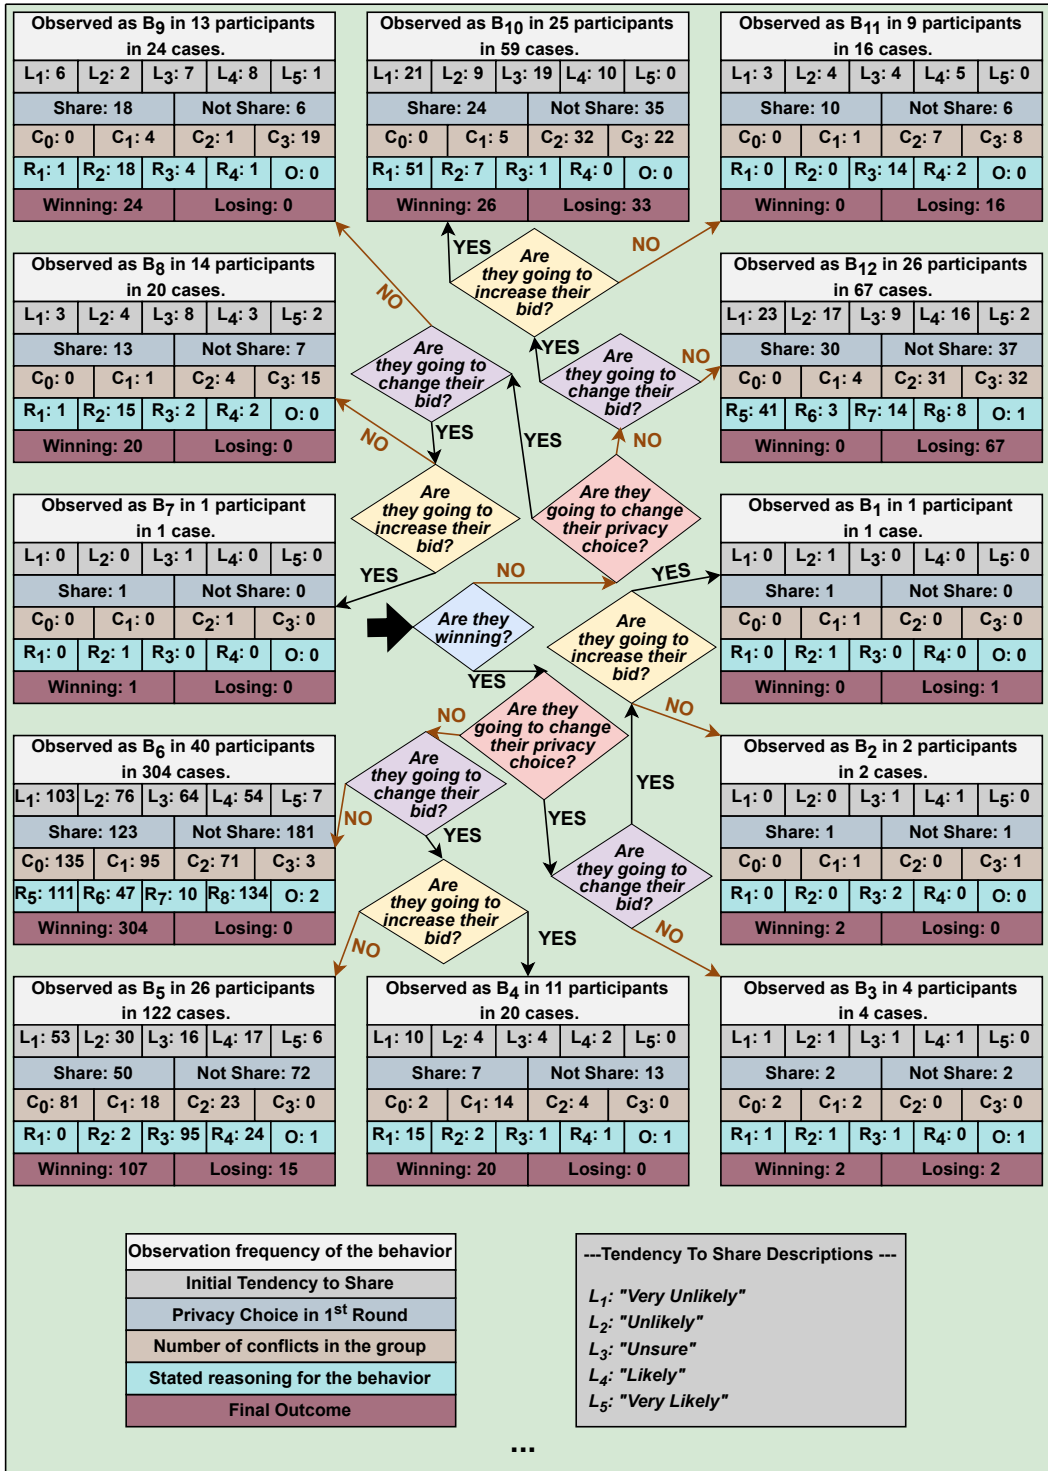 Observed as B9 in 13 participants
in 24 cases.
L1: 6 L2: 2 L3: 7 L4: 8 L5: 1
Share: 18 Not Share: 6
C0: 0 C1: 4 C2: 1 C3: 19
R1: 1 R2: 18 R3: 4 R4: 1 O: 0
Winning: 24 Losing: 0
Observed as B10 in 25 participants
in 59 cases.
L1: 21 L2: 9 L3: 19 L4: 10 L5: 0
Share: 24 Not Share: 35
C0: 0 C1: 5 C2: 32 C3: 22
R1: 51 R2: 7 R3: 1 R4: 0 O: 0
Winning: 26 Losing: 33
Observed as B11 in 9 participants
in 16 cases.
L1: 3 L2: 4 L3: 4 L4: 5 L5: 0
Share: 10 Not Share: 6
C0: 0 C1: 1 C2: 7 C3: 8
R1: 0 R2: 0 R3: 14 R4: 2 O: 0
Winning: 0 Losing: 16
YES
Are
they going to
increase their
bid?
NO
Observed as B8 in 14 participants
in 20 cases.
L1: 3 L2: 4 L3: 8 L4: 3 L5: 2
Share: 13 Not Share: 7
C0: 0 C1: 1 C2: 4 C3: 15
R1: 1 R2: 15 R3: 2 R4: 2 O: 0
Winning: 20 Losing: 0
NO
Are
they going to
change their
bid?
YES
YES
Are
they going to
change their
bid?
NO
Observed as B12 in 26 participants
in 67 cases.
L1: 23 L2: 17 L3: 9 L4: 16 L5: 2
Share: 30 Not Share: 37
C0: 0 C1: 4 C2: 31 C3: 32
R5: 41 R6: 3 R7: 14 R8: 8 O: 1
Winning: 0 Losing: 67
NO
YES
NO
Are
they going to
increase their
bid?
Are they
going to change
their privacy
choice?
Observed as B7 in 1 participant
in 1 case.
L1: 0 L2: 0 L3: 1 L4: 0 L5: 0
Share: 1 Not Share: 0
C0: 0 C1: 0 C2: 1 C3: 0
R1: 0 R2: 1 R3: 0 R4: 0 O: 0
Winning: 1 Losing: 0
YES
NO
YES
Are they
winning?
Are
they going to
increase their
bid?
Observed as B1 in 1 participant
in 1 case.
L1: 0 L2: 1 L3: 0 L4: 0 L5: 0
Share: 1 Not Share: 0
C0: 0 C1: 1 C2: 0 C3: 0
R1: 0 R2: 1 R3: 0 R4: 0 O: 0
Winning: 0 Losing: 1
YES
NO
NO
Are they
going to change
their privacy
choice?
Observed as B6 in 40 participants
in 304 cases.
L1: 103 L2: 76 L3: 64 L4: 54 L5: 7
Share: 123 Not Share: 181
C0: 135 C1: 95 C2: 71 C3: 3
R5: 111 R6: 47 R7: 10 R8: 134 O: 2
Winning: 304 Losing: 0
Are
they going to
change their
bid?
YES
YES
NO
YES
Are
they going to
change their
bid?
Observed as B2 in 2 participants
in 2 cases.
L1: 0 L2: 0 L3: 1 L4: 1 L5: 0
Share: 1 Not Share: 1
C0: 0 C1: 1 C2: 0 C3: 1
R1: 0 R2: 0 R3: 2 R4: 0 O: 0
Winning: 2 Losing: 0
Are
they going to
increase their
bid?
NO
YES
NO
Observed as B5 in 26 participants
in 122 cases.
L1: 53 L2: 30 L3: 16 L4: 17 L5: 6
Share: 50 Not Share: 72
C0: 81 C1: 18 C2: 23 C3: 0
R1: 0 R2: 2 R3: 95 R4: 24 O: 1
Winning: 107 Losing: 15
Observed as B4 in 11 participants
in 20 cases.
L1: 10 L2: 4 L3: 4 L4: 2 L5: 0
Share: 7 Not Share: 13
C0: 2 C1: 14 C2: 4 C3: 0
R1: 15 R2: 2 R3: 1 R4: 1 O: 1
Winning: 20 Losing: 0
Observed as B3 in 4 participants
in 4 cases.
L1: 1 L2: 1 L3: 1 L4: 1 L5: 0
Share: 2 Not Share: 2
C0: 2 C1: 2 C2: 0 C3: 0
R1: 1 R2: 1 R3: 1 R4: 0 O: 1
Winning: 2 Losing: 2
Observation frequency of the behavior
Initial Tendency to Share
Privacy Choice in 1st Round
Number of conflicts in the group
Stated reasoning for the behavior
Final Outcome
---Tendency To Share Descriptions ---
L1: "Very Unlikely"
L2: "Unlikely"
L3: "Unsure"
L4: "Likely"
L5: "Very Likely"
...